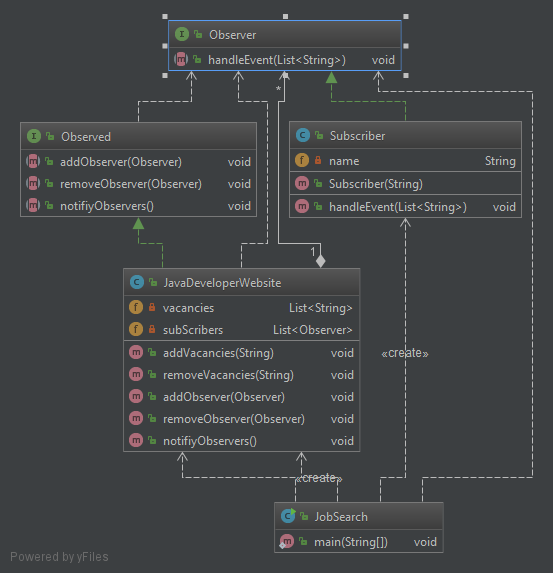 Observer
handleEvent(List<String>) void
*
Observed
addObserver(Observer) void
removeObserver(Observer) void
notifiyObservers() void
Subscriber
name String
Subscriber(String)
handleEvent(List<String>) void
1
JavaDeveloperWebsite
vacancies List<String>
subScribers List<Observer>
addVacancies(String) void
removeVacancies(String) void
addObserver(Observer) void
removeObserver(Observer) void
notifiyObservers() void
«create»
«create»
JobSearch
main(String[]) void
Powered by yFiles